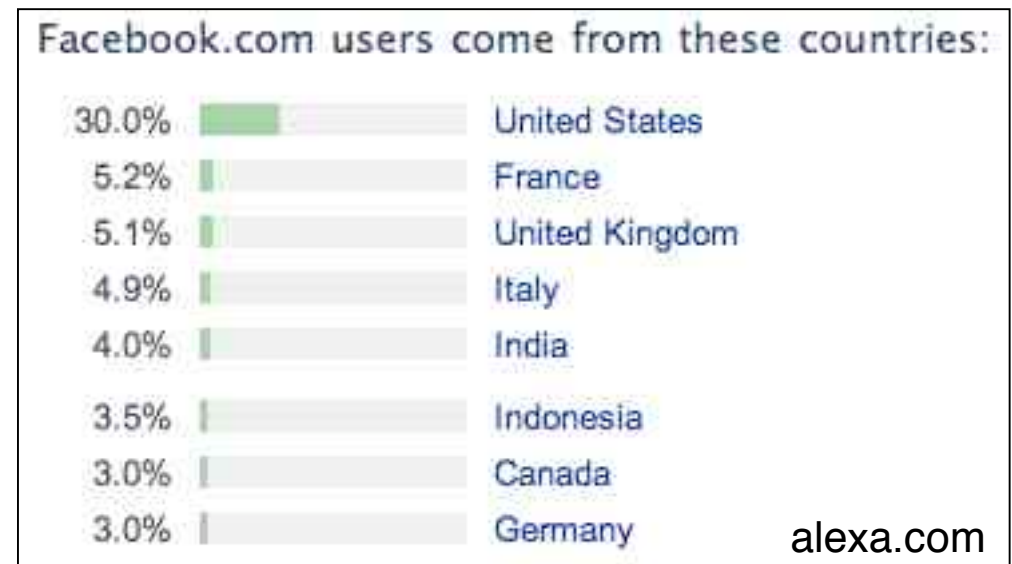 Facebook.com users come from these countries:
30.0% United States
5.2% France
5.1% United Kingdom
4.9% Italy
4.0% India
3.5% Indonesia
3.0% Canada
3.0% Germany
alexa.com